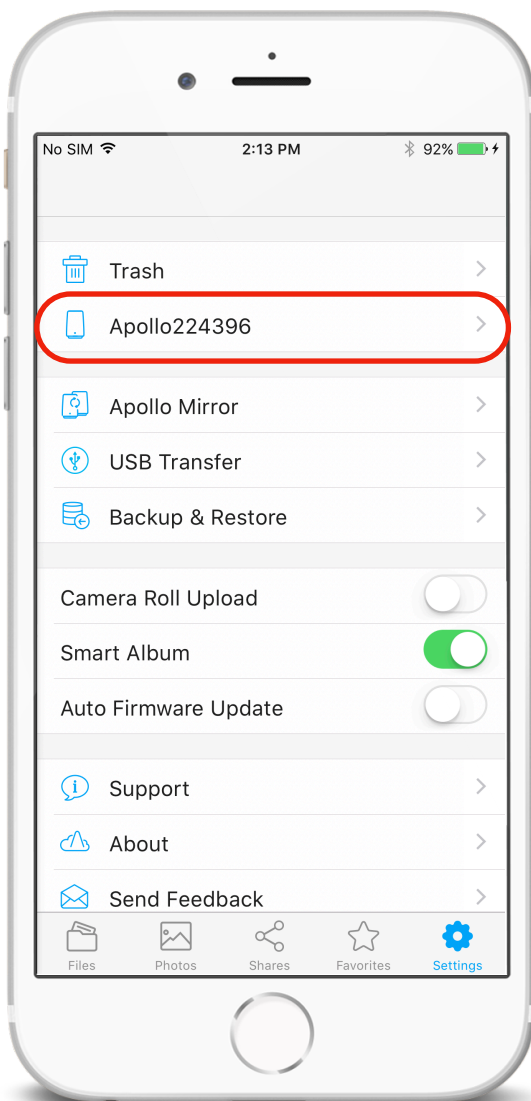 No SIM 2:13 PM 92%
Trash
Apollo224396
Apollo Mirror
USB Transfer
Backup & Restore
Camera Roll Upload
Smart Album
Auto Firmware Update
Support
About
Send Feedback
Files Photos Shares Favorites Settings